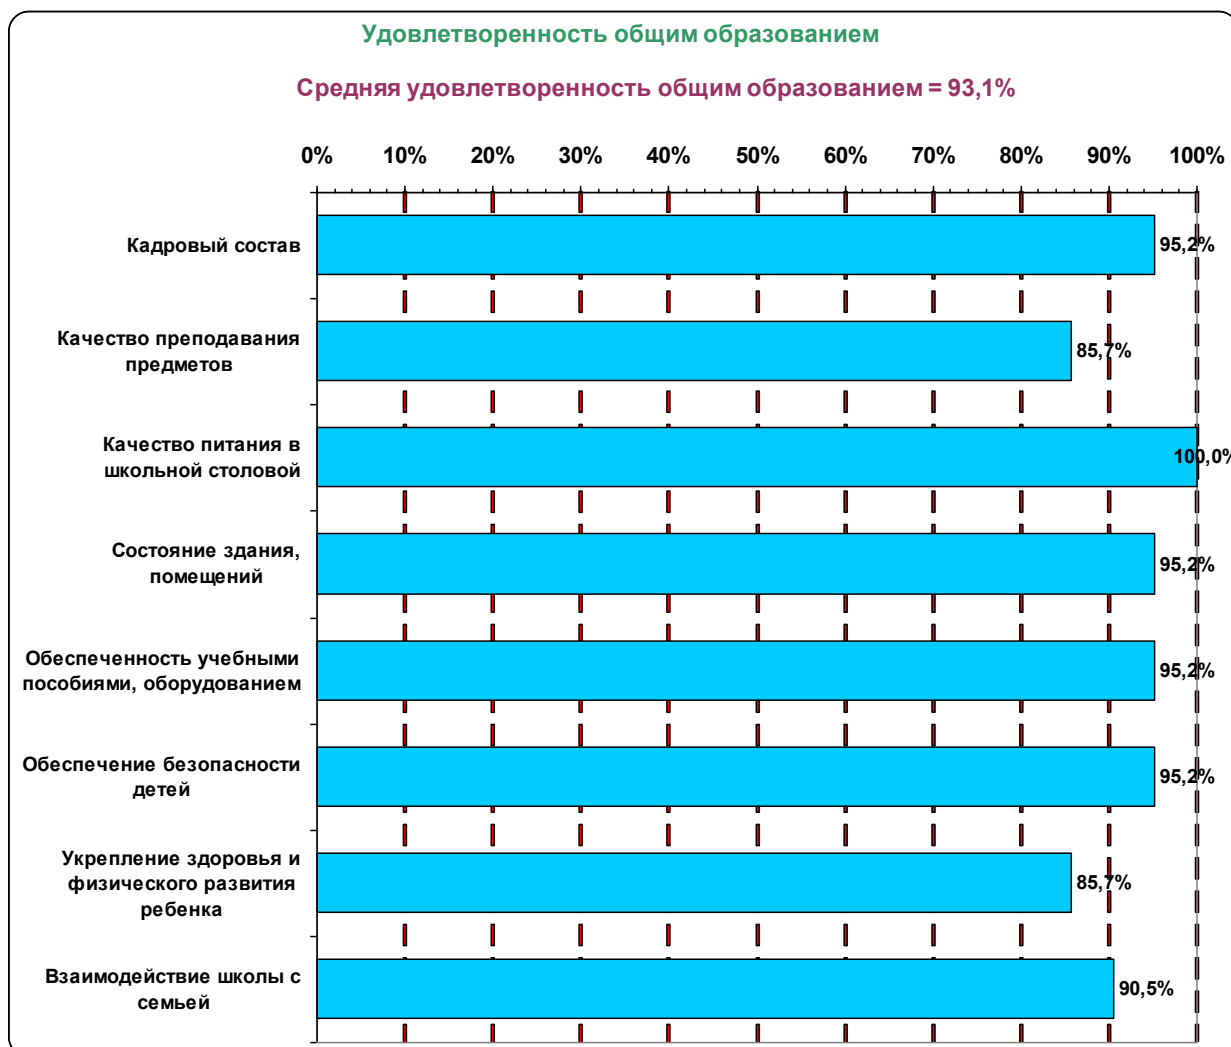 Удовлетворенность общим образованием
Средняя удовлетворенность общим образованием = 93,1%
0% 10% 20% 30% 40% 50% 60% 70% 80% 90% 100%
Кадровый состав
95,2%
Качество преподавания
предметов
85,7%
Качество питания в
школьной столовой
100,0%
Состояние здания,
помещений
95,2%
Обеспеченность учебными
пособиями, оборудованием
95,2%
Обеспечение безопасности
детей
95,2%
Укрепление здоровья и
физического развития
ребенка
85,7%
Взаимодействие школы с
семьей
90,5%